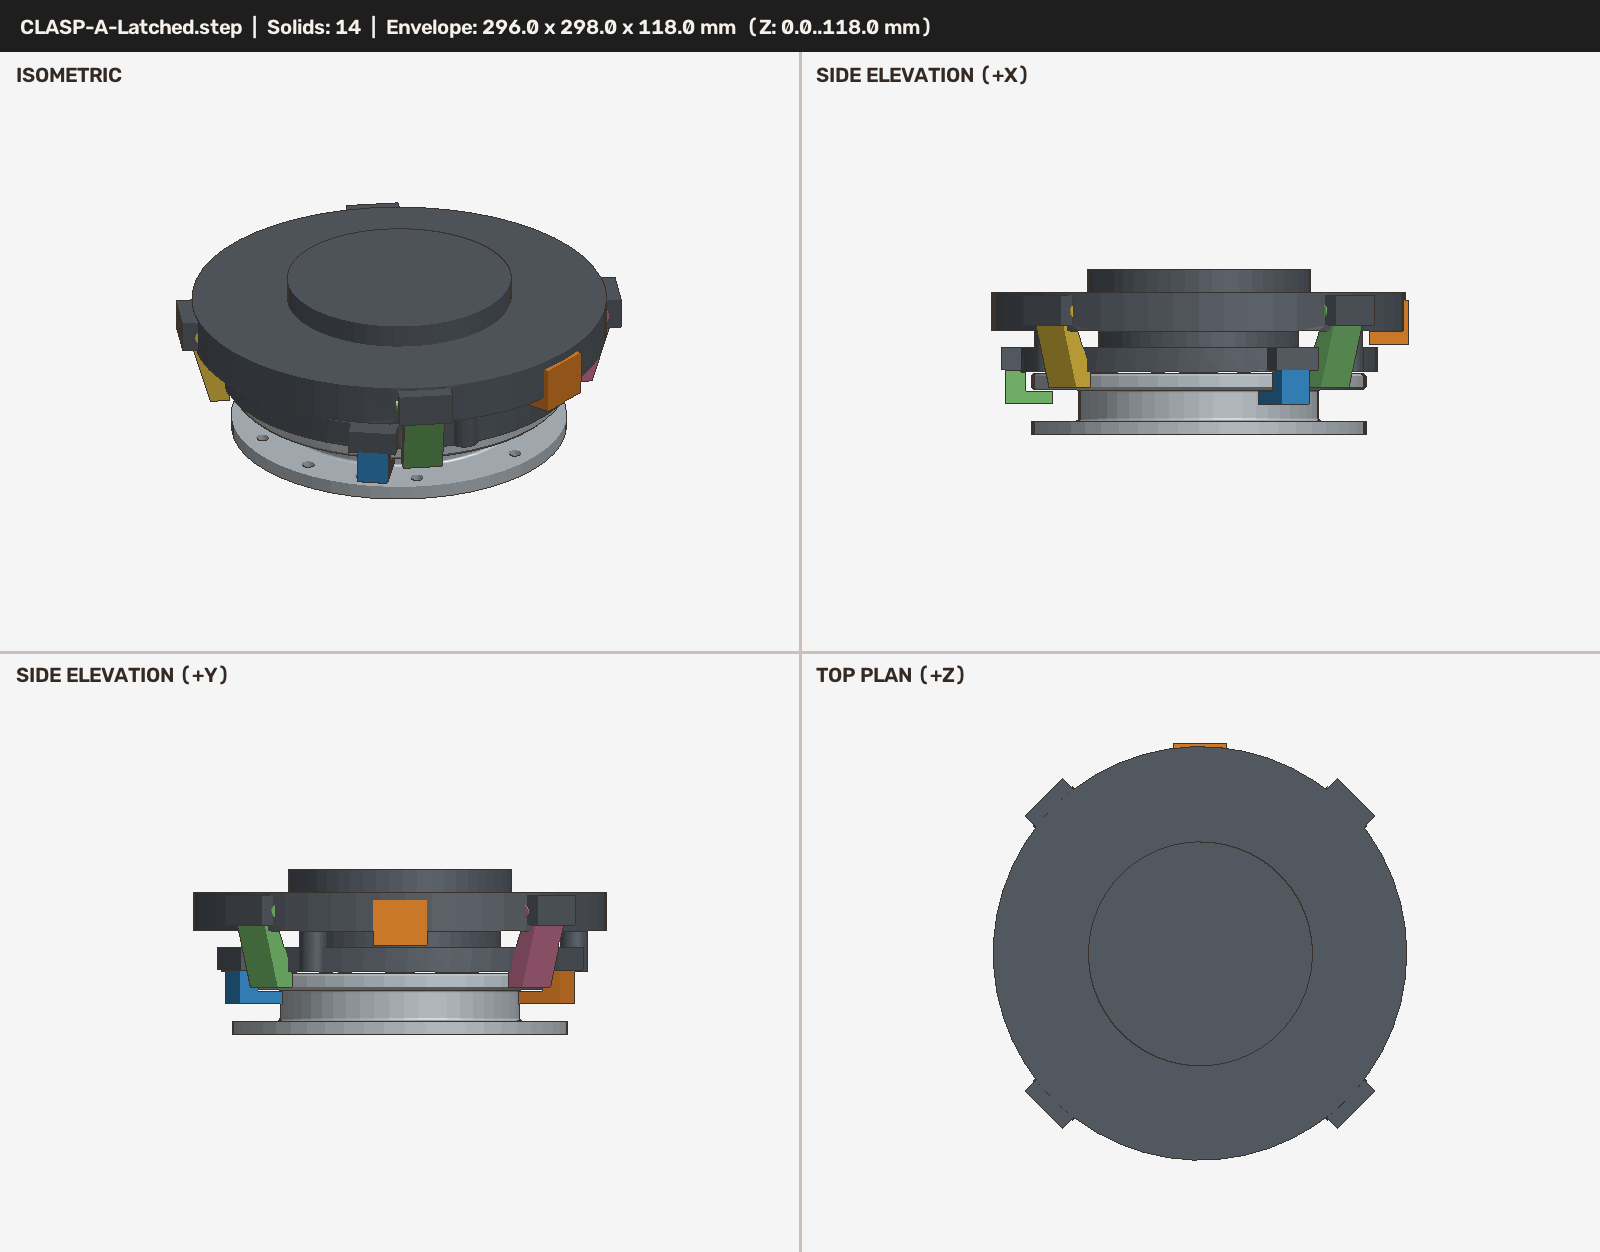 CLASP-A-Latched.step | Solids: 14 | Envelope: 296.0 x 298.0 x 118.0 mm (Z: 0.0..118.0 mm)
ISOMETRIC
SIDE ELEVATION (+X)
SIDE ELEVATION (+Y)
TOP PLAN (+Z)